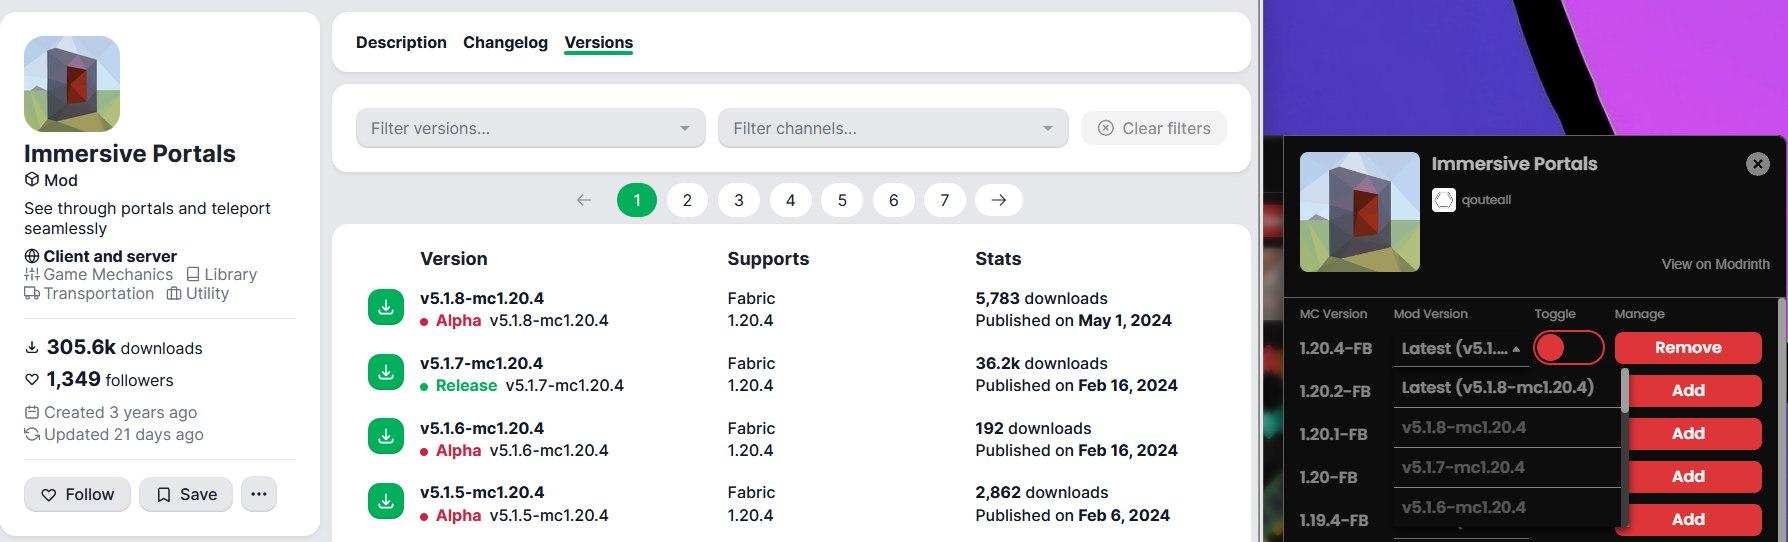 Immersive Portals
Mod
See through portals and teleport
seamlessly
Client and server
Game Mechanics Library
Transportation Utility
305.6k downloads
1,349 followers
Created 3 years ago
Updated 21 days ago
Follow Save
Description Changelog Versions
Filter versions... Filter channels... Clear filters
1 2 3 4 5 6 7
Version Supports Stats
v5.1.8-mc1.20.4 Fabric 5,783 downloads
Alpha v5.1.8-mc1.20.4 1.20.4 Published on May 1, 2024
v5.1.7-mc1.20.4 Fabric 36.2k downloads
Release v5.1.7-mc1.20.4 1.20.4 Published on Feb 16, 2024
v5.1.6-mc1.20.4 Fabric 192 downloads
Alpha v5.1.6-mc1.20.4 1.20.4 Published on Feb 16, 2024
v5.1.5-mc1.20.4 Fabric 2,862 downloads
Alpha v5.1.5-mc1.20.4 1.20.4 Published on Feb 6, 2024
Immersive Portals
qouteall
View on Modrinth
MC Version Mod Version Toggle Manage
1.20.4-FB Latest (v5.1.... Remove
1.20.2-FB Latest (v5.1.8-mc1.20.4) Add
1.20.1-FB v5.1.8-mc1.20.4 Add
1.20-FB v5.1.7-mc1.20.4 Add
1.19.4-FB v5.1.6-mc1.20.4 Add